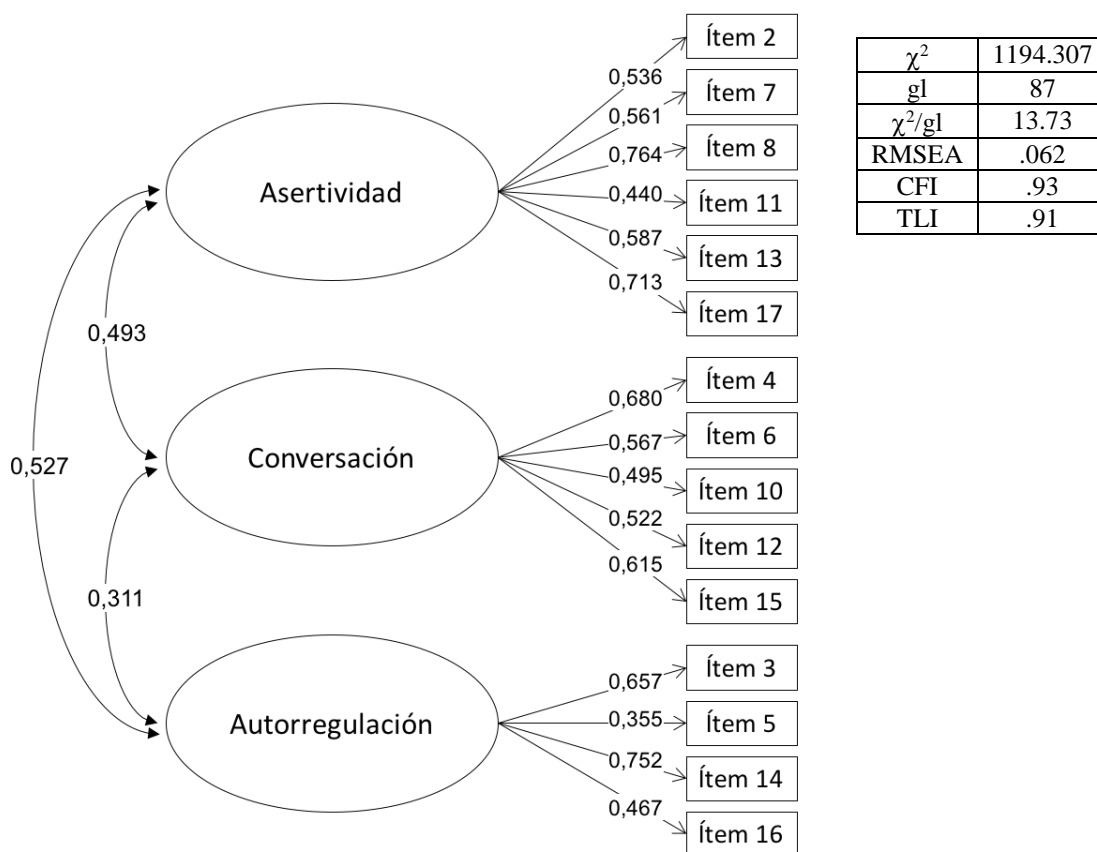 Ítem 2
0,536
Ítem 7
0,561
Ítem 8
0,764
Asertividad
0,440
Ítem 11
0,587
Ítem 13
0,713
Ítem 17
χ² 1194.307
gl 87
χ²/gl 13.73
RMSEA .062
CFI .93
TLI .91
0,493
Ítem 4
0,680
Ítem 6
0,567
Conversación
0,495
Ítem 10
0,522
Ítem 12
0,615
Ítem 15
0,527
0,311
Ítem 3
0,657
Autorregulación
0,355
Ítem 5
0,752
Ítem 14
0,467
Ítem 16